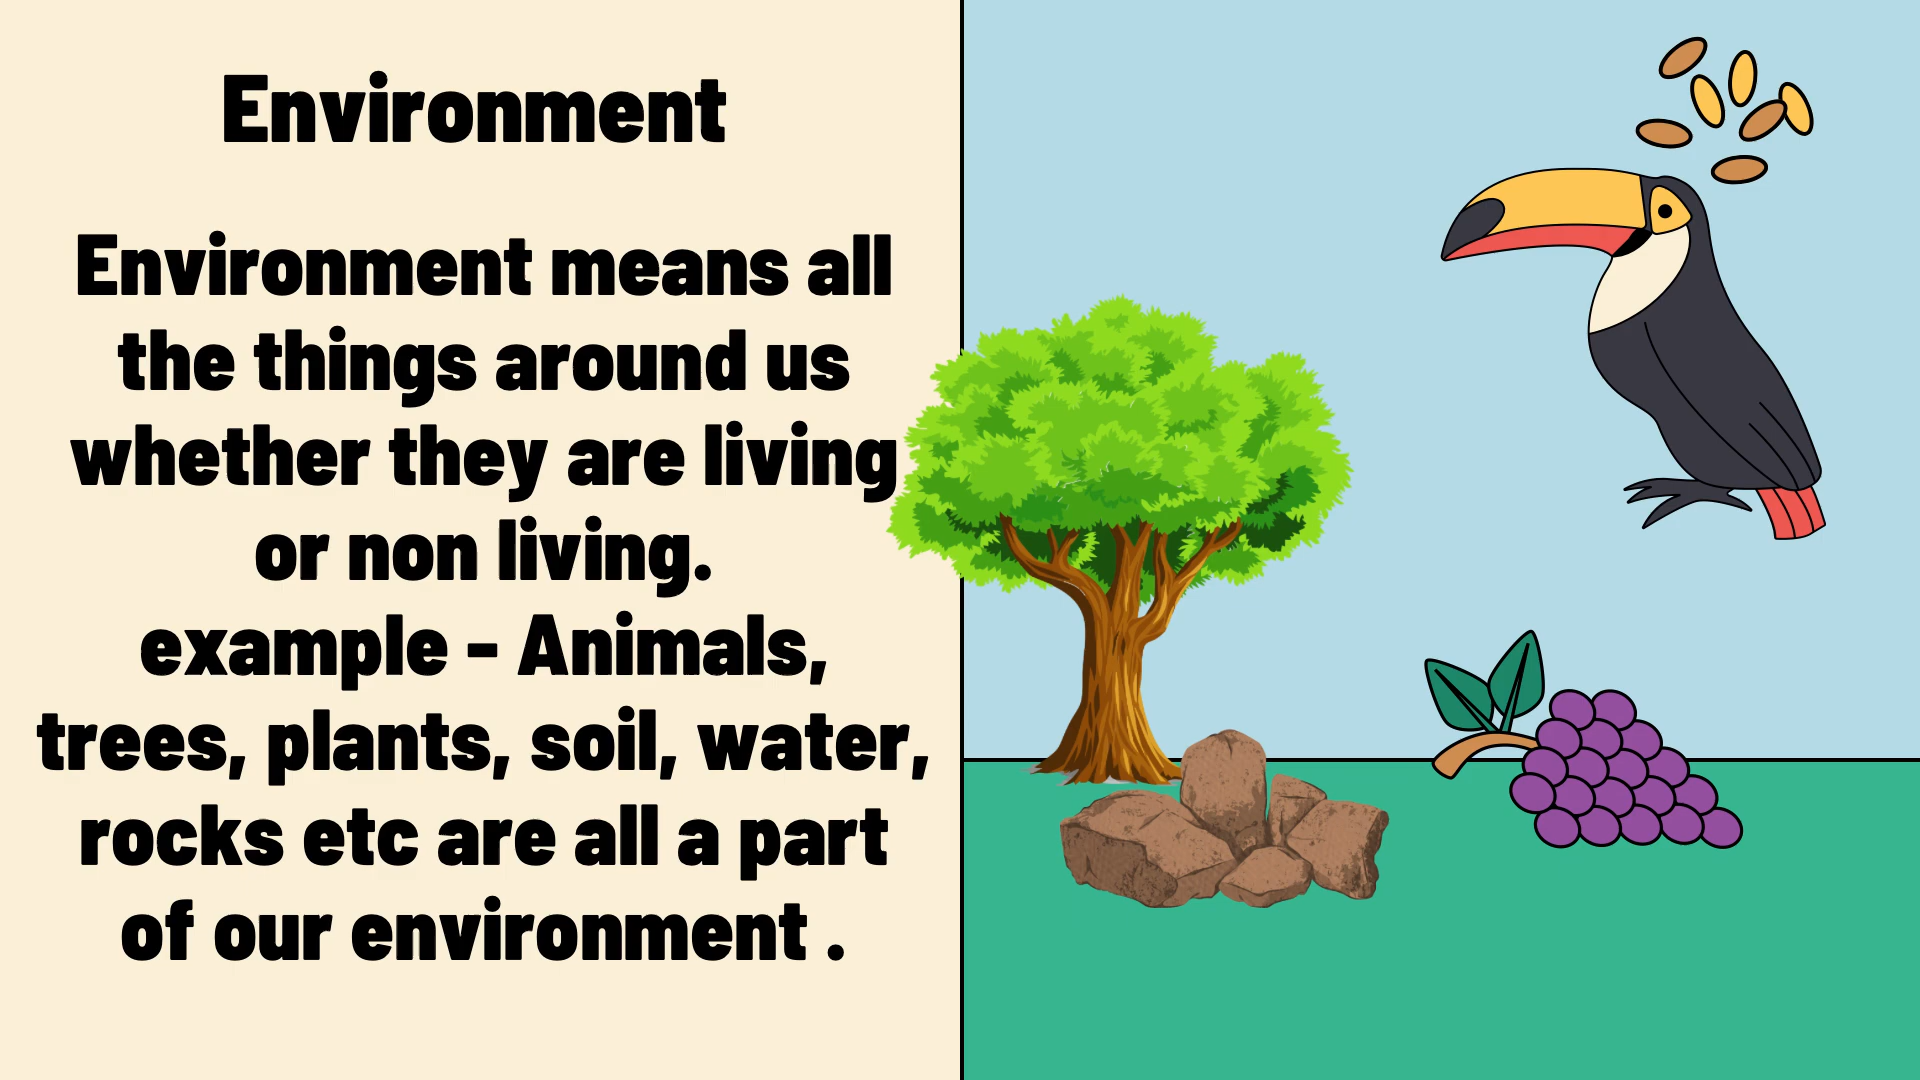 Environment
Environment means all
the things around us
whether they are living
or non living.
example - Animals,
trees, plants, soil, water,
rocks etc are all a part
of our environment .